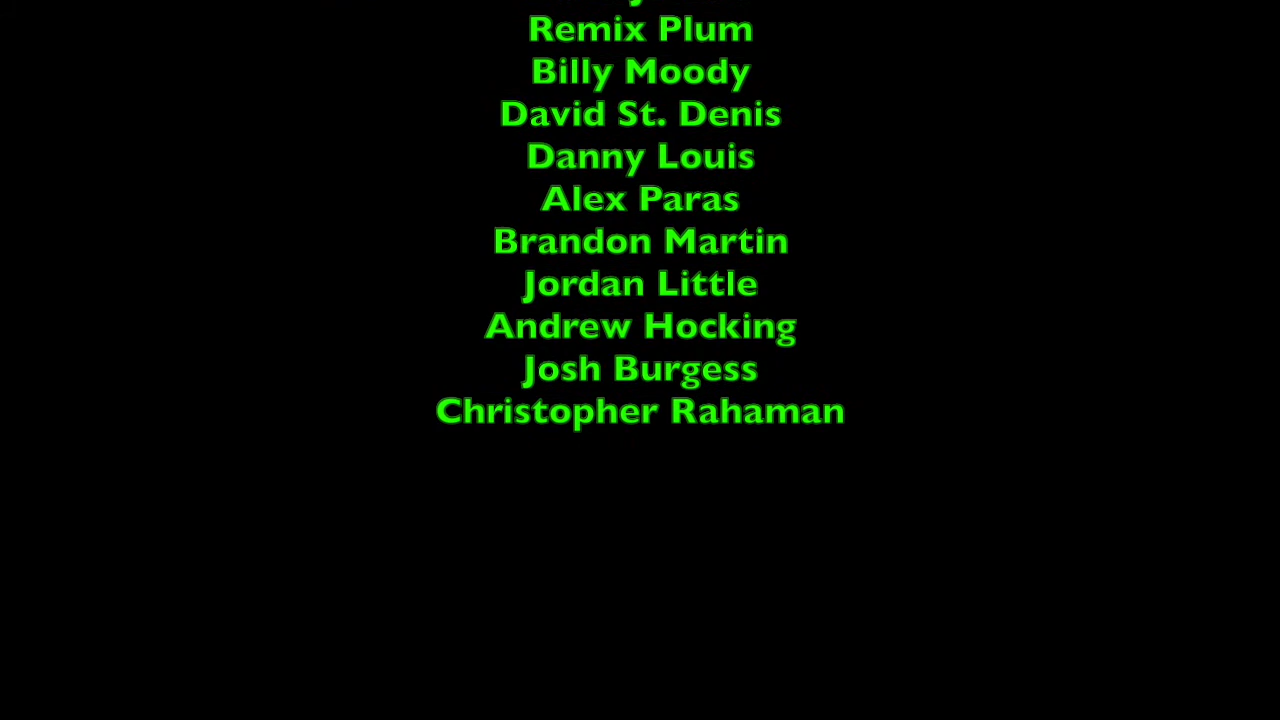 Remix Plum
Billy Moody
David St. Denis
Danny Louis
Alex Paras
Brandon Martin
Jordan Little
Andrew Hocking
Josh Burgess
Christopher Rahaman